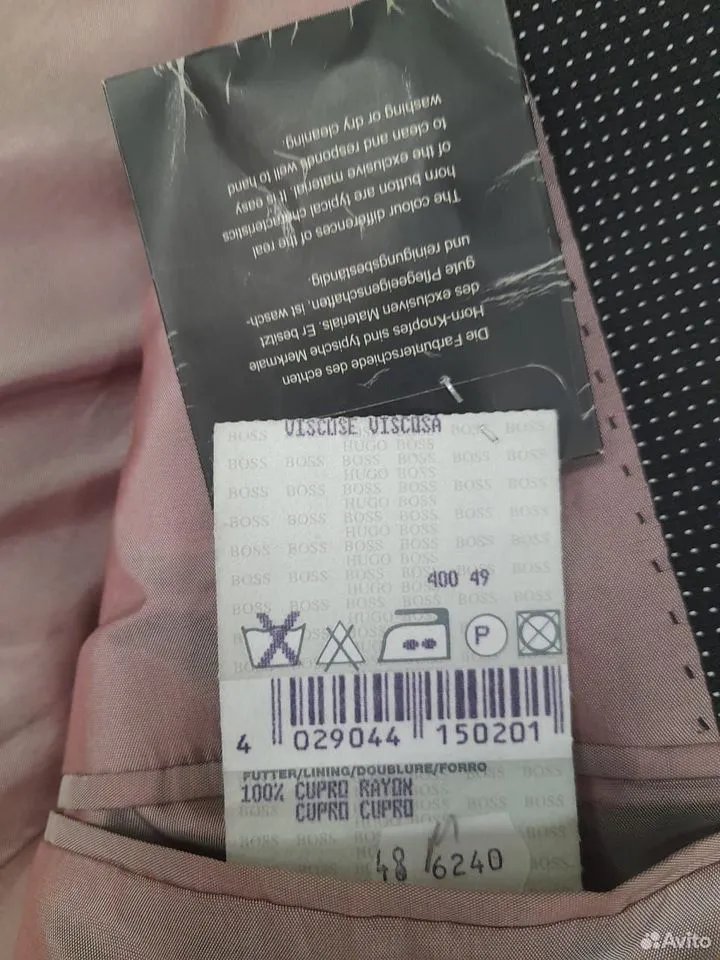 Die Farbunterschiede des echten
Horn-Knopfes sind typische Merkmale
des exclusiven Materials. Er besitzt
gute Pflegeeigenschaften, ist wasch-
und reinigungsbeständig.
The colour differences of the real
horn button are typical characteristics
of the exclusive material. It is easy
to clean and responds well to hand
washing or dry cleaning.
VISCOSE VISCOSA
BOSS HUGO BOSS
400 49
P
4 029044 150201
FUTTER/LINING/DOUBLURE/FORRO
100% CUPRO RAYON
CUPRO CUPRO
48 6240
Avito